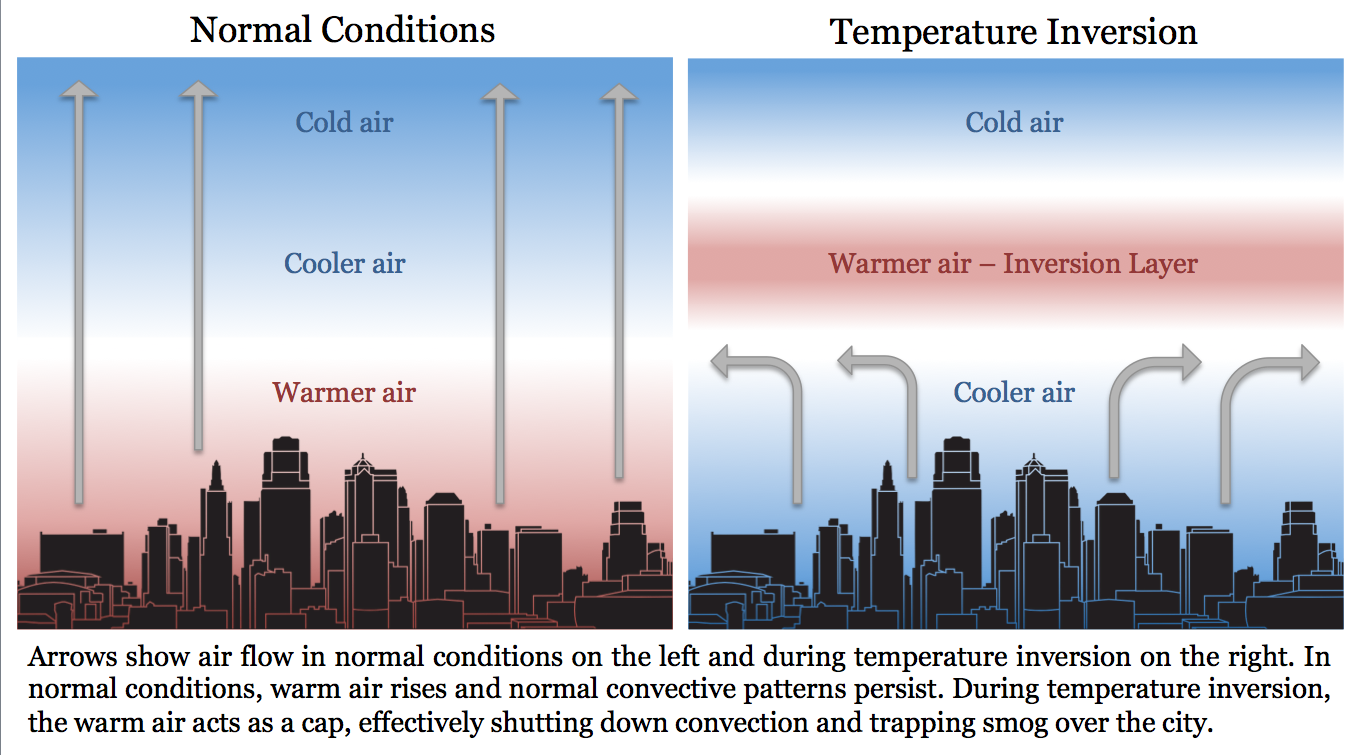 Normal Conditions
Cold air
Cooler air
Warmer air
Temperature Inversion
Cold air
Warmer air – Inversion Layer
Cooler air
Arrows show air flow in normal conditions on the left and during temperature inversion on the right. In
normal conditions, warm air rises and normal convective patterns persist. During temperature inversion,
the warm air acts as a cap, effectively shutting down convection and trapping smog over the city.